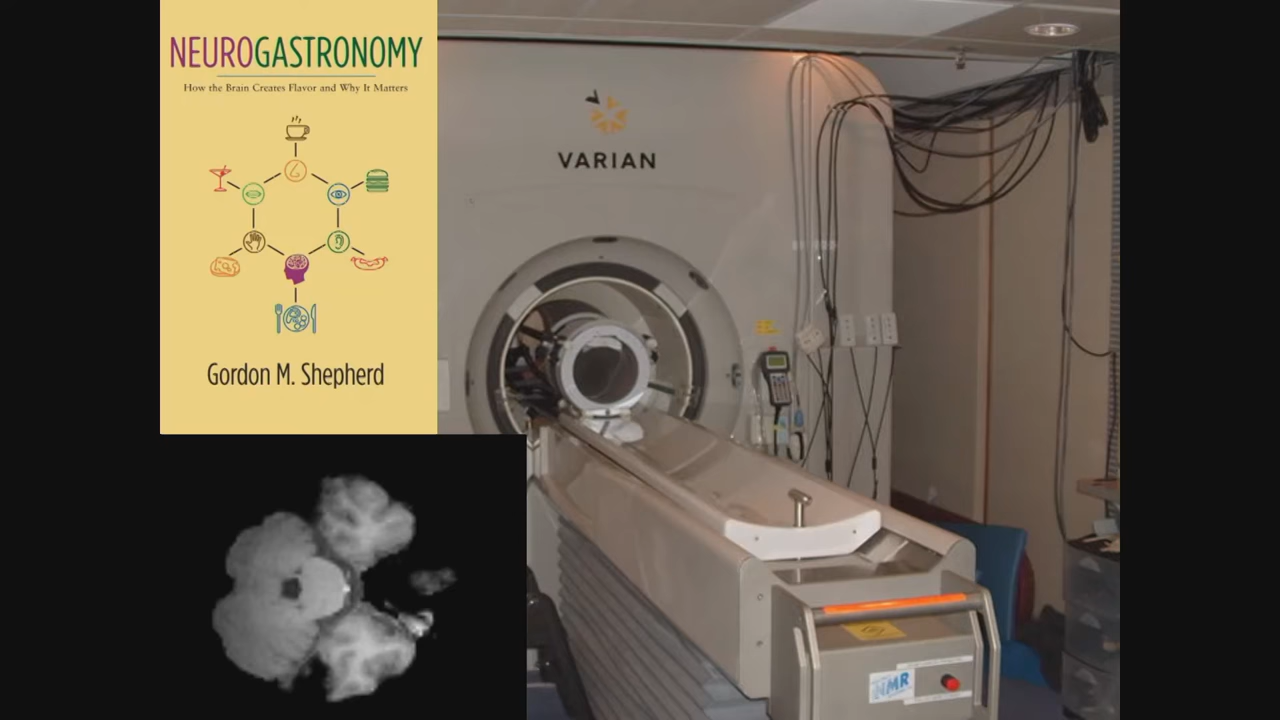 NEUROGASTRONOMY
How the Brain Creates Flavor and Why It Matters
Gordon M. Shepherd
VARIAN
NMR